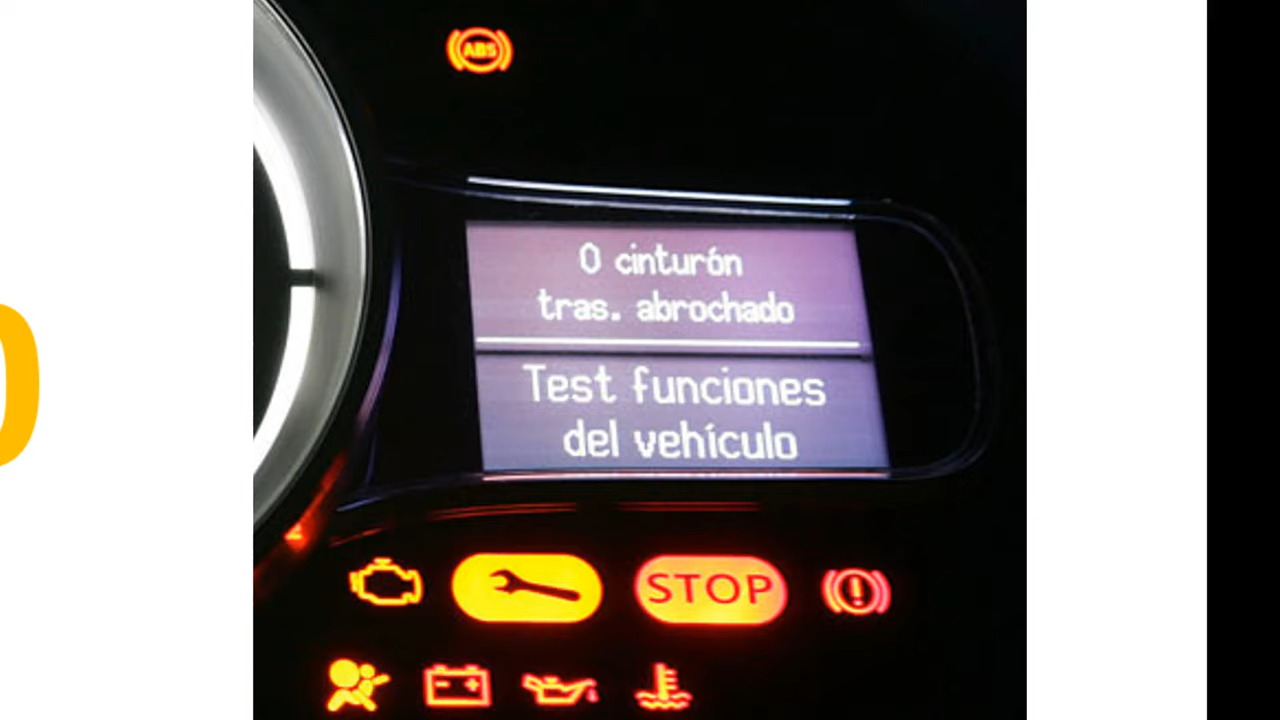 ABS
0 cinturón
tras. abrochado
Test funciones
del vehículo
STOP